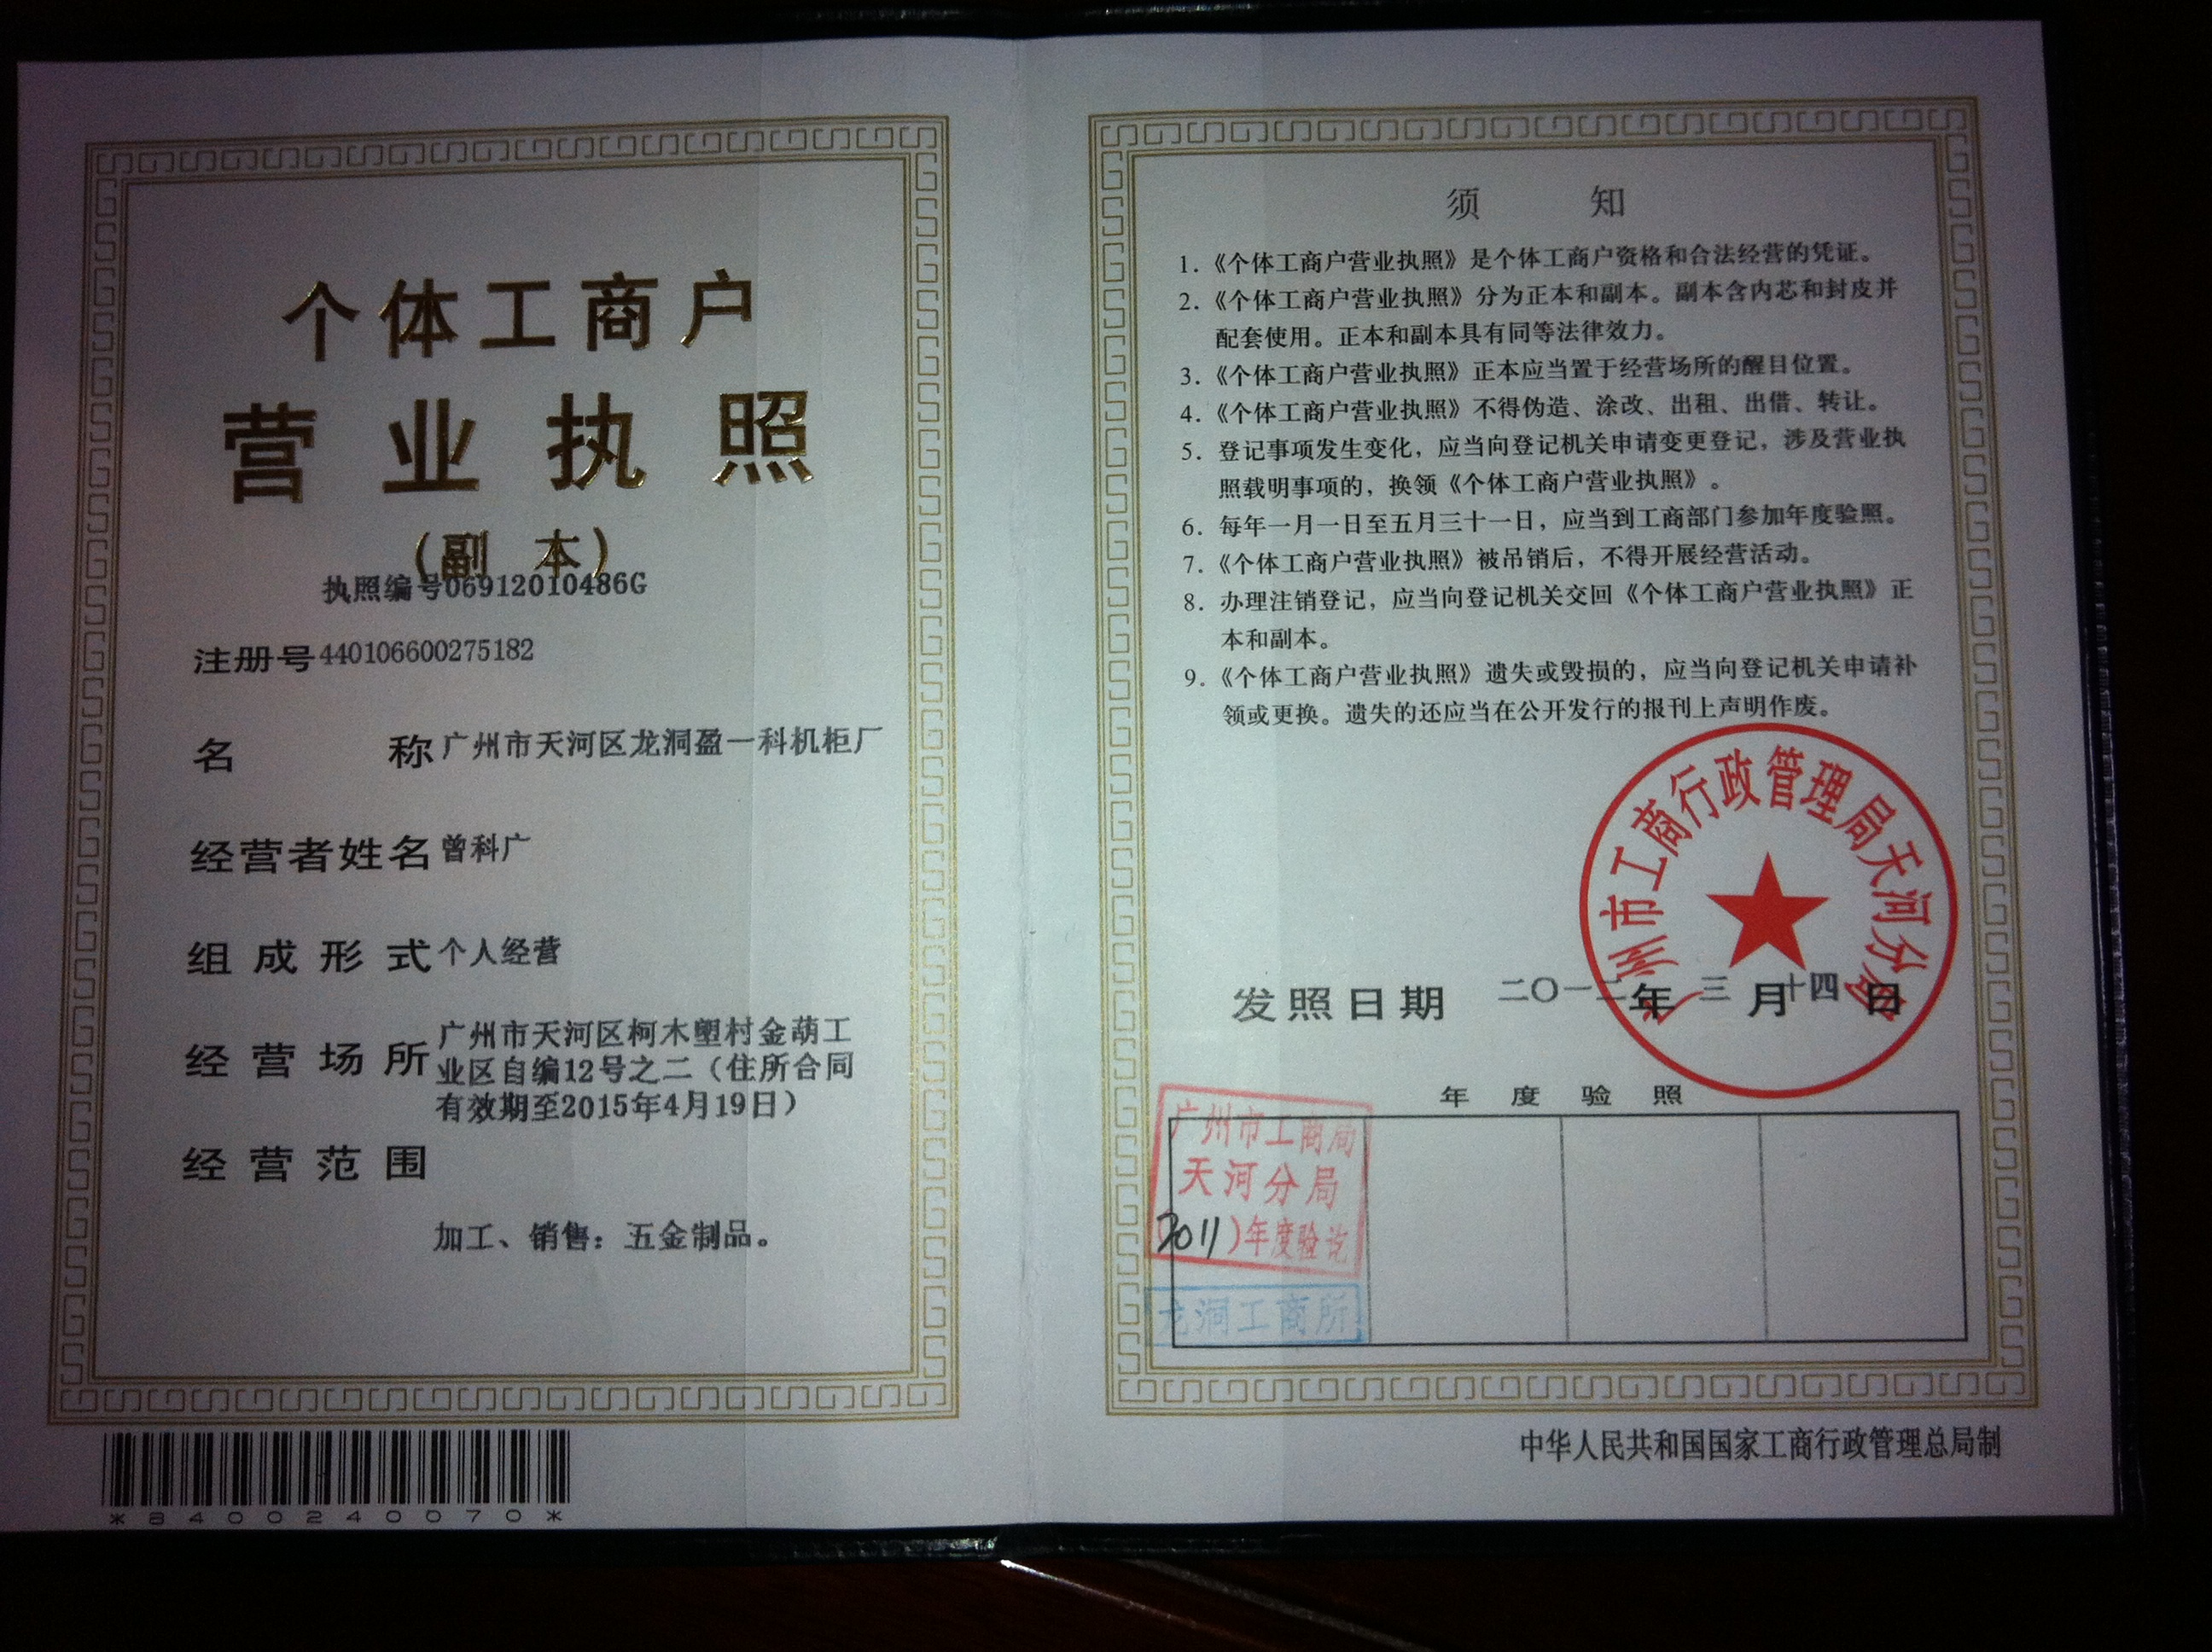 个体工商户
营业执照
(副 本)
执照编号06912010486G
注册号 440106600275182
名 称 广州市天河区龙洞盈一科机柜厂
经营者姓名 曾科广
组成形式 个人经营
经营场所 广州市天河区柯木塱村金葫工
业区自编12号之二（住所合同
有效期至2015年4月19日）
经营范围
加工、销售：五金制品。
*8400240070*
须 知
1.《个体工商户营业执照》是个体工商户资格和合法经营的凭证。
2.《个体工商户营业执照》分为正本和副本。副本含内芯和封皮并
配套使用。正本和副本具有同等法律效力。
3.《个体工商户营业执照》正本应当置于经营场所的醒目位置。
4.《个体工商户营业执照》不得伪造、涂改、出租、出借、转让。
5. 登记事项发生变化，应当向登记机关申请变更登记，涉及营业执
照载明事项的，换领《个体工商户营业执照》。
6. 每年一月一日至五月三十一日，应当到工商部门参加年度验照。
7.《个体工商户营业执照》被吊销后，不得开展经营活动。
8. 办理注销登记，应当向登记机关交回《个体工商户营业执照》正
本和副本。
9.《个体工商户营业执照》遗失或毁损的，应当向登记机关申请补
领或更换。遗失的还应当在公开发行的报刊上声明作废。
广州市工商行政管理局天河分局
发照日期 二〇一二年 三 月十四日
年 度 验 照
广州市工商局
天河分局
(2011)年度验讫
龙洞工商所
中华人民共和国国家工商行政管理总局制